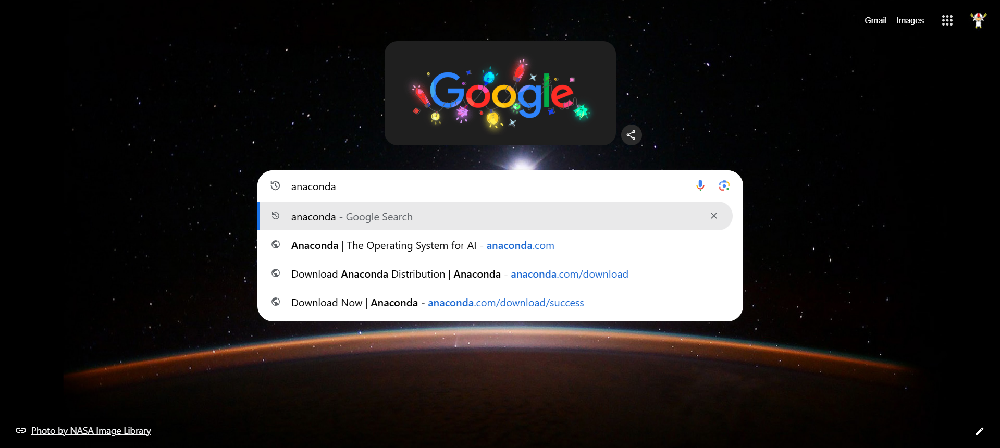 Gmail Images
Google
anaconda
anaconda - Google Search
Anaconda | The Operating System for AI - anaconda.com
Download Anaconda Distribution | Anaconda - anaconda.com/download
Download Now | Anaconda - anaconda.com/download/success
Photo by NASA Image Library